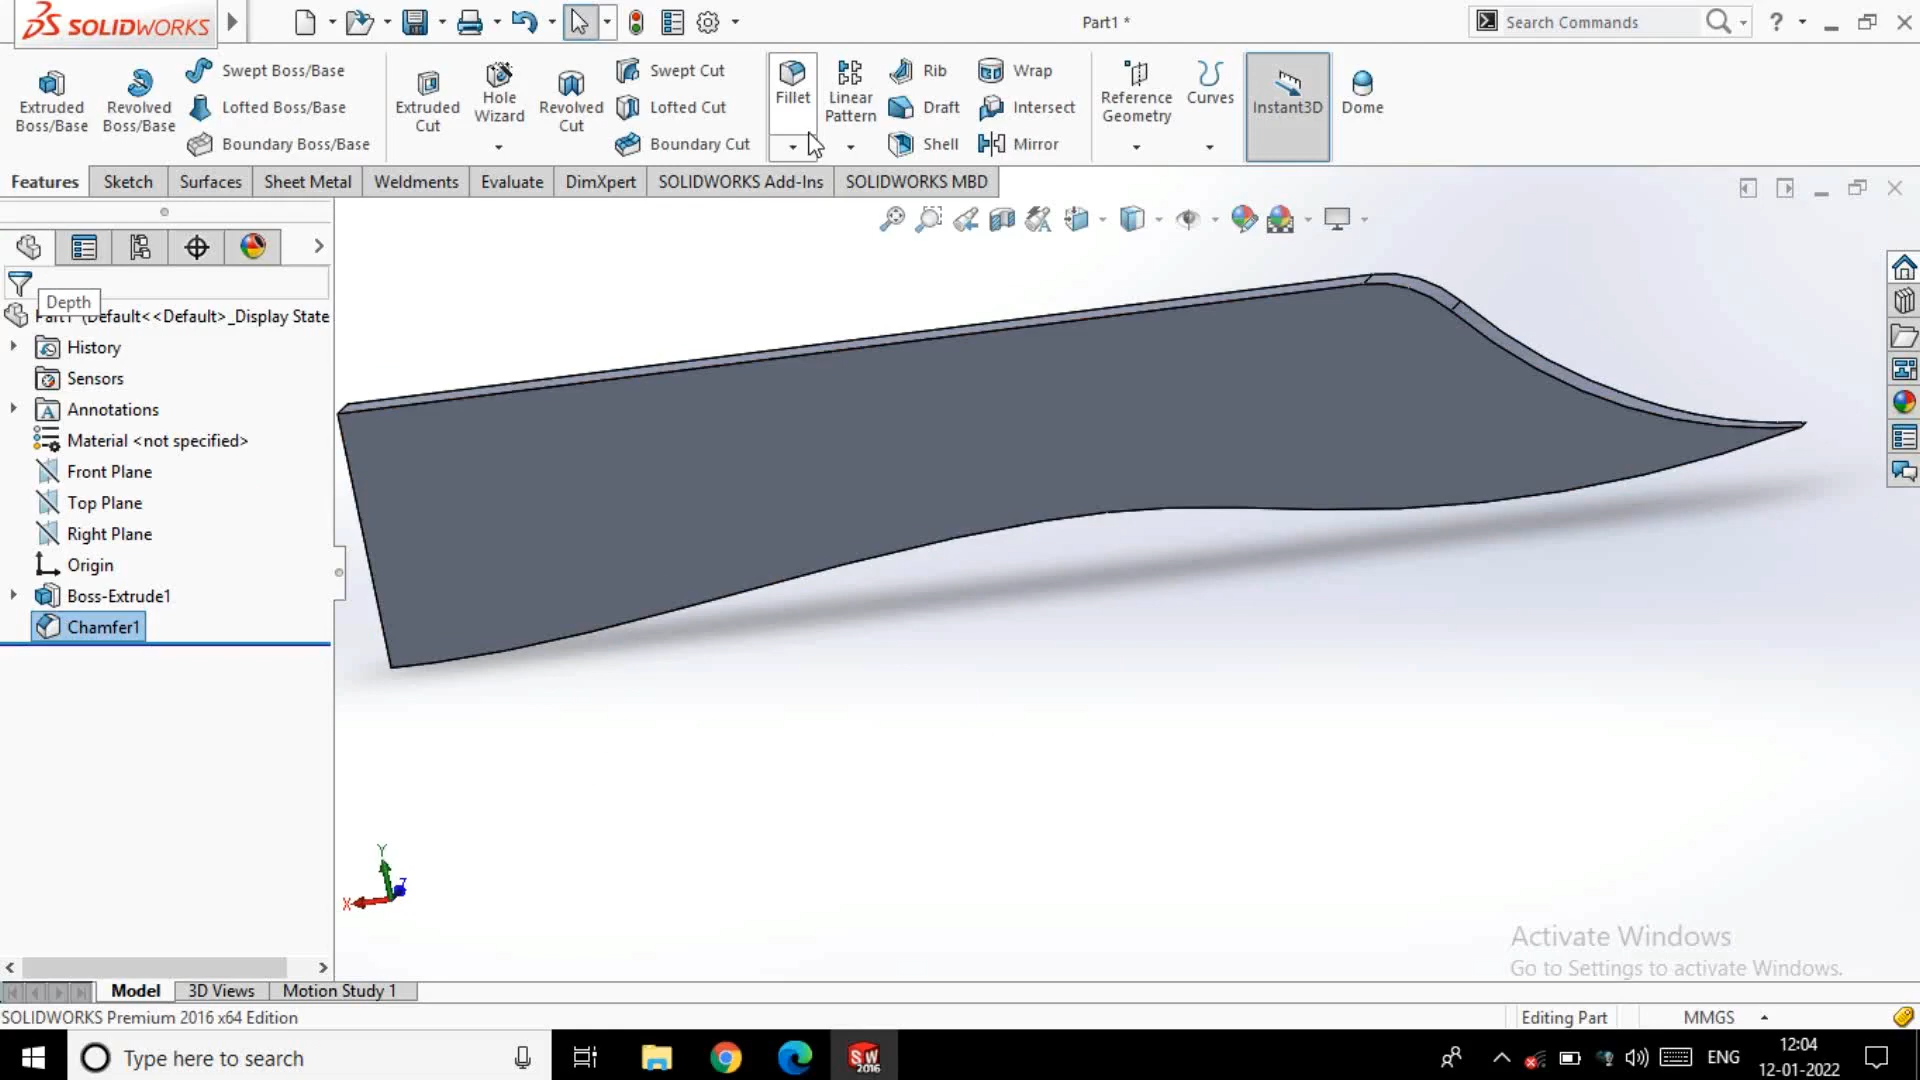 SOLIDWORKS
Part1 *
Search Commands
Extruded Boss/Base
Revolved Boss/Base
Swept Boss/Base
Lofted Boss/Base
Boundary Boss/Base
Extruded Cut
Hole Wizard
Revolved Cut
Swept Cut
Lofted Cut
Boundary Cut
Fillet
Linear Pattern
Rib
Draft
Shell
Wrap
Intersect
Mirror
Reference Geometry
Curves
Instant3D
Dome
Features
Sketch
Surfaces
Sheet Metal
Weldments
Evaluate
DimXpert
SOLIDWORKS Add-Ins
SOLIDWORKS MBD
Depth
Part1 (Default<<Default>_Display State
History
Sensors
Annotations
Material <not specified>
Front Plane
Top Plane
Right Plane
Origin
Boss-Extrude1
Chamfer1
Y
Z
X
Activate Windows
Go to Settings to activate Windows.
Model
3D Views
Motion Study 1
SOLIDWORKS Premium 2016 x64 Edition
Editing Part
MMGS
Type here to search
SW
2016
ENG
12:04
12-01-2022